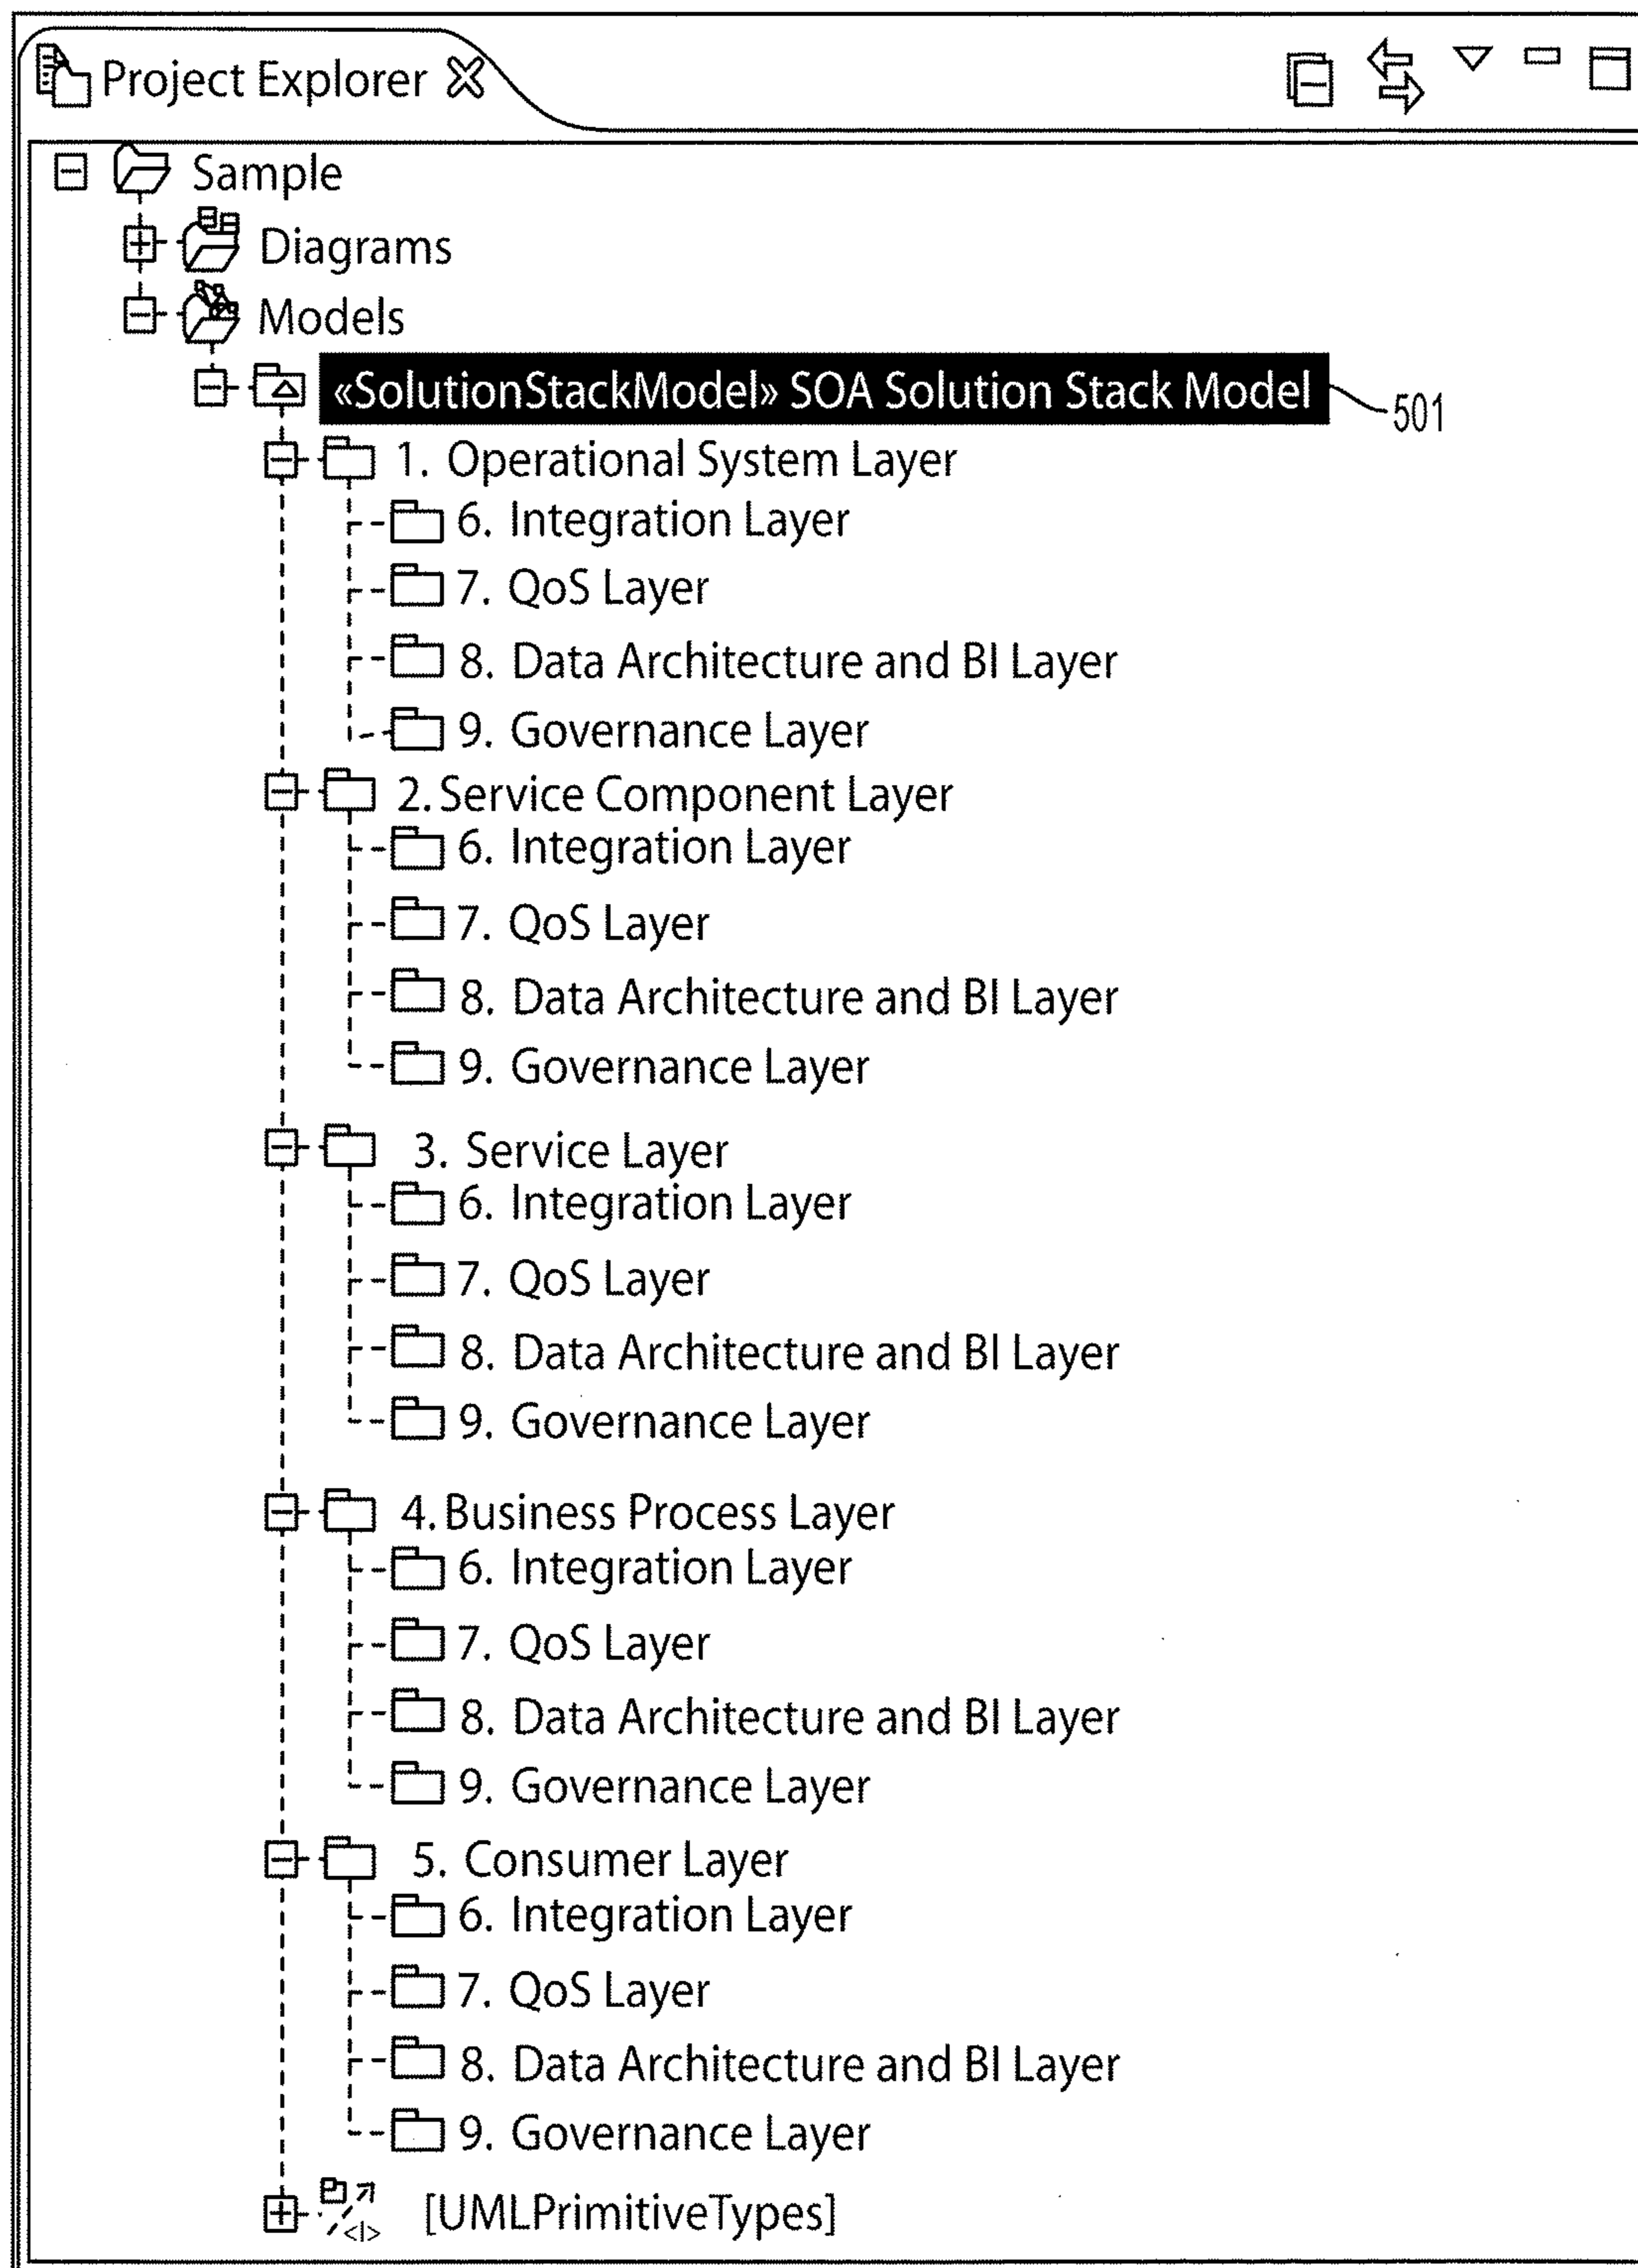 Project Explorer
Sample
Diagrams
Models
«SolutionStackModel» SOA Solution Stack Model
501
1. Operational System Layer
6. Integration Layer
7. QoS Layer
8. Data Architecture and BI Layer
9. Governance Layer
2. Service Component Layer
6. Integration Layer
7. QoS Layer
8. Data Architecture and BI Layer
9. Governance Layer
3. Service Layer
6. Integration Layer
7. QoS Layer
8. Data Architecture and BI Layer
9. Governance Layer
4. Business Process Layer
6. Integration Layer
7. QoS Layer
8. Data Architecture and BI Layer
9. Governance Layer
5. Consumer Layer
6. Integration Layer
7. QoS Layer
8. Data Architecture and BI Layer
9. Governance Layer
[UMLPrimitiveTypes]